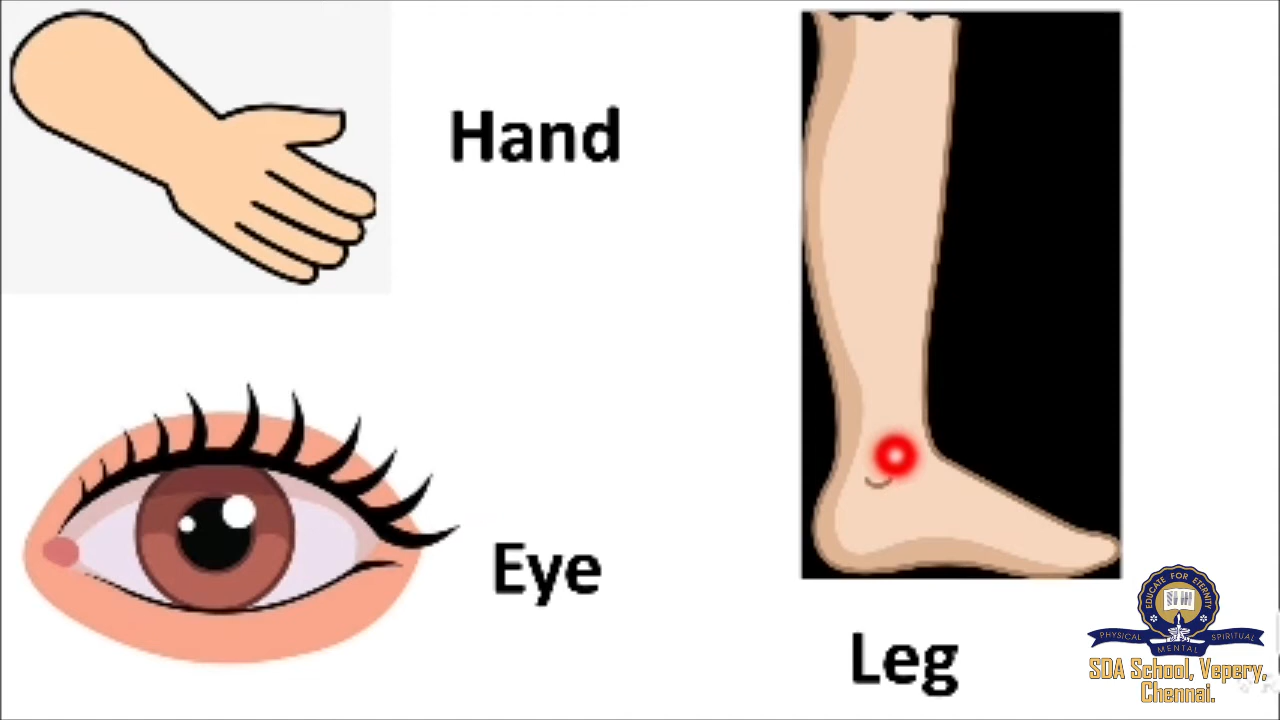 Hand
Eye
Leg
EDUCATE FOR ETERNITY
PHYSICAL
MENTAL
SPIRITUAL
SDA School, Vepery,
Chennai.